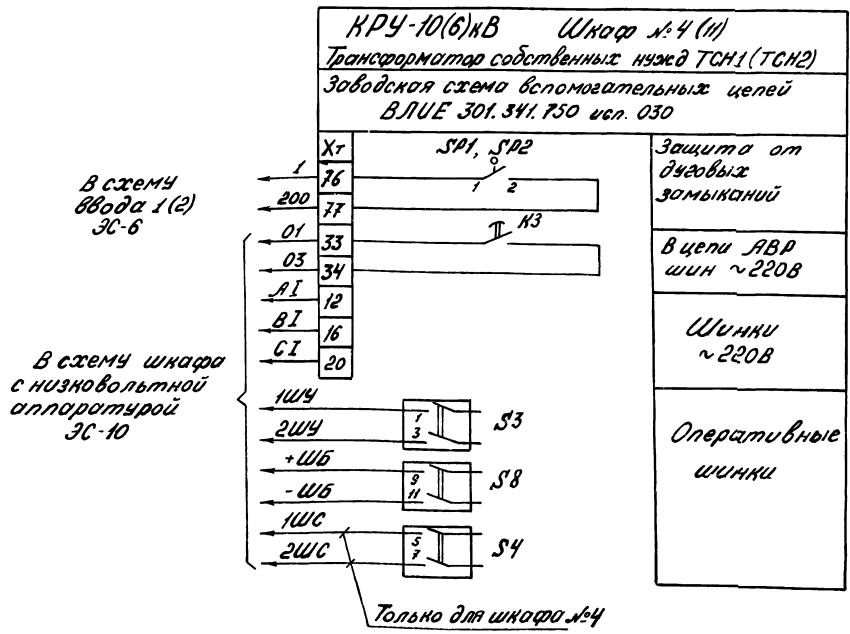 КРУ-10(6)кВ Шкаф №4 (11)
Трансформатор собственных нужд ТСН1 (ТСН2)
Заводская схема вспомогательных цепей
ВЛИЕ 301.341.750 исп. 030
Хт
SP1, SP2
Защита от
дуговых
замыканий
В схему
ввода 1(2)
ЭС-6
1
76
1 2
200
77
01
33
КЗ
03
34
В цепи АВР
шин ~220В
АI
12
ВI
16
СI
20
Шинки
~220В
В схему шкафа
с низковольтной
аппаратурой
ЭС-10
1ШУ
1
2ШУ
3
S3
+ШБ
9
-ШБ
11
S8
1ШС
5
2ШС
7
S4
Оперативные
шинки
Только для шкафа №4